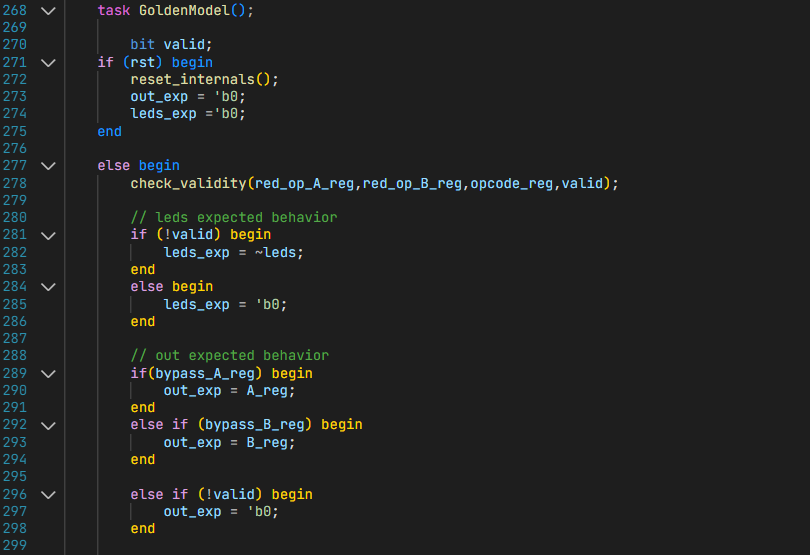 268 task GoldenModel();
269
270 bit valid;
271 if (rst) begin
272 reset_internals();
273 out_exp = 'b0;
274 leds_exp ='b0;
275 end
276
277 else begin
278 check_validity(red_op_A_reg,red_op_B_reg,opcode_reg,valid);
279
280 // leds expected behavior
281 if (!valid) begin
282 leds_exp = ~leds;
283 end
284 else begin
285 leds_exp = 'b0;
286 end
287
288 // out expected behavior
289 if(bypass_A_reg) begin
290 out_exp = A_reg;
291 end
292 else if (bypass_B_reg) begin
293 out_exp = B_reg;
294 end
295
296 else if (!valid) begin
297 out_exp = 'b0;
298 end
299